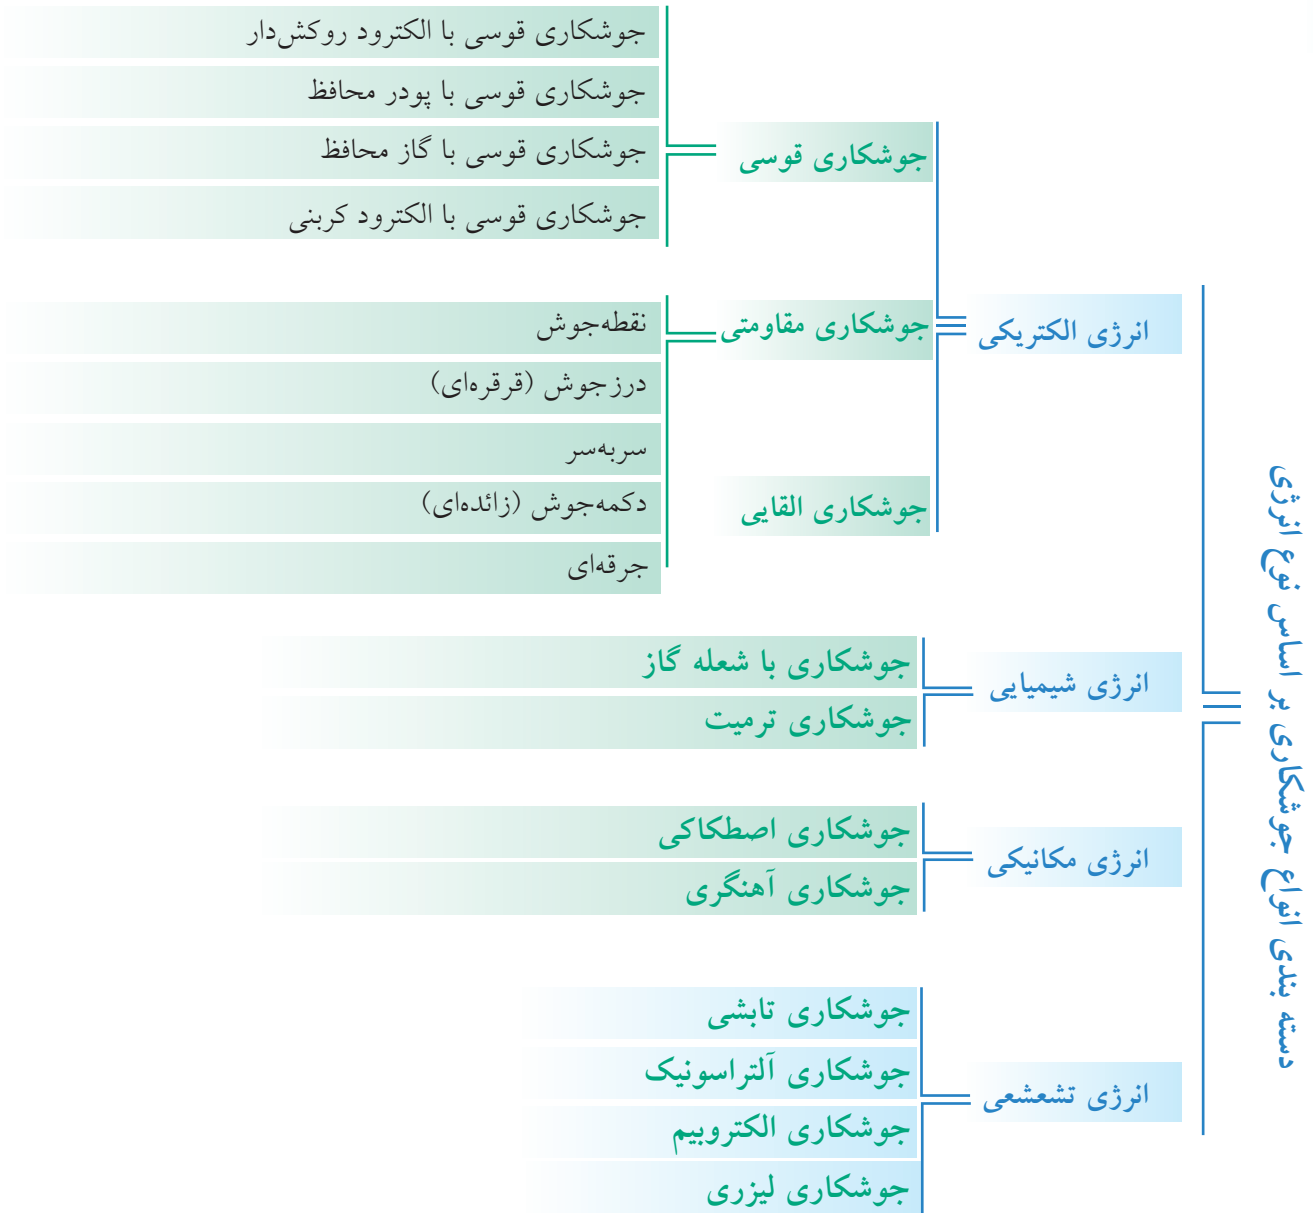 دسته بندی انواع جوشکاری بر اساس نوع انرژی
انرژی الکتریکی
جوشکاری قوسی
جوشکاری قوسی با الکترود روکش‌دار
جوشکاری قوسی با پودر محافظ
جوشکاری قوسی با گاز محافظ
جوشکاری قوسی با الکترود کربنی
جوشکاری مقاومتی
نقطه‌جوش
درزجوش (قرقره‌ای)
سربه‌سر
دکمه‌جوش (زائده‌ای)
جرقه‌ای
جوشکاری القایی
انرژی شیمیایی
جوشکاری با شعله گاز
جوشکاری ترمیت
انرژی مکانیکی
جوشکاری اصطکاکی
جوشکاری آهنگری
انرژی تشعشعی
جوشکاری تابشی
جوشکاری آلتراسونیک
جوشکاری الکتروبیم
جوشکاری لیزری